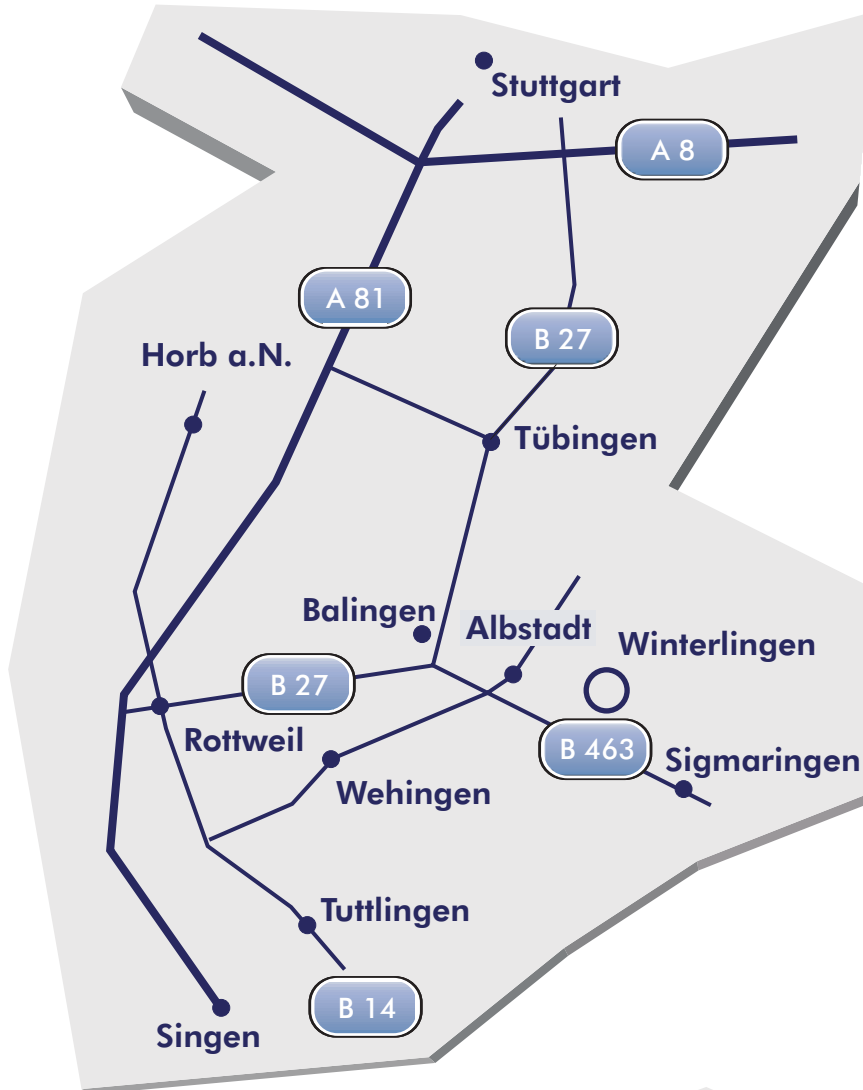 Stuttgart
A 8
A 81
B 27
Horb a.N.
Tübingen
Balingen
Albstadt
Winterlingen
B 27
Rottweil
B 463
Sigmaringen
Wehingen
Tuttlingen
B 14
Singen